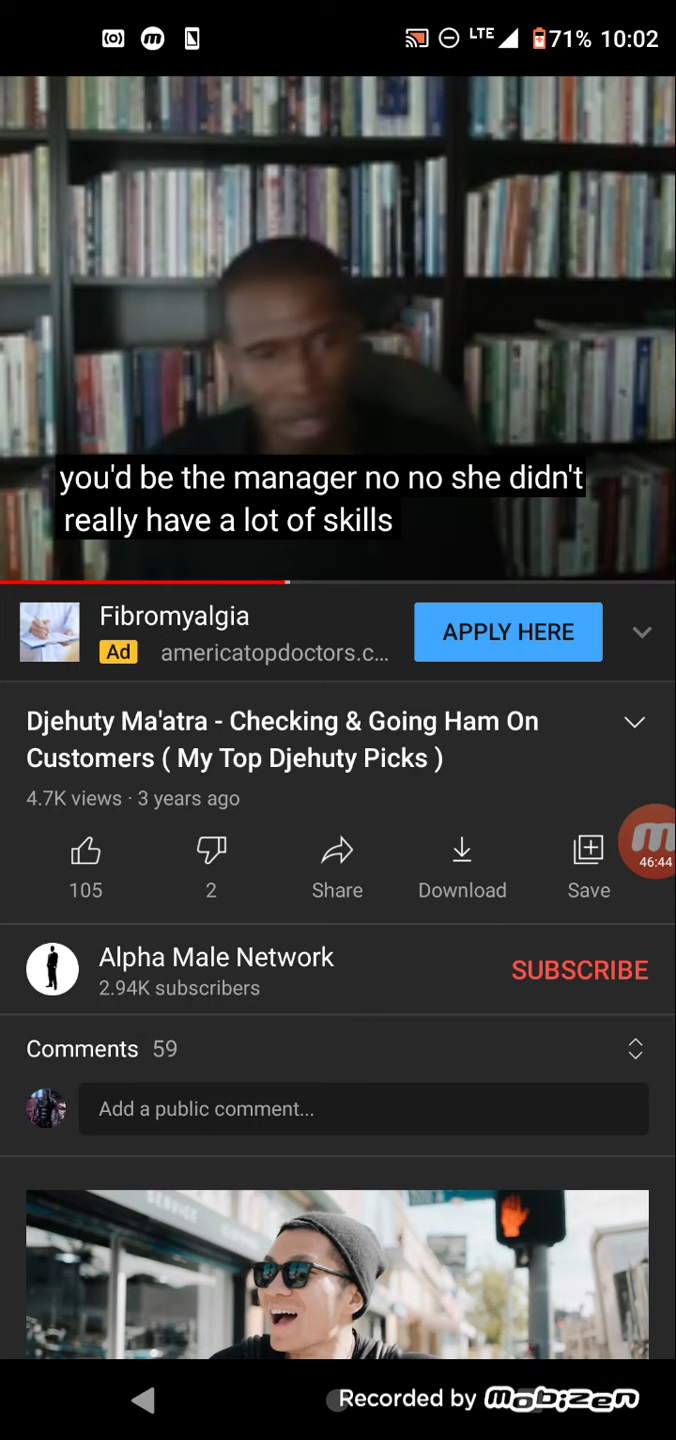 LTE 71% 10:02
you'd be the manager no no she didn't
really have a lot of skills
Fibromyalgia
Ad americatopdoctors.c...
APPLY HERE
Djehuty Ma'atra - Checking & Going Ham On
Customers ( My Top Djehuty Picks )
4.7K views · 3 years ago
46:44
105 2 Share Download Save
Alpha Male Network
2.94K subscribers
SUBSCRIBE
Comments 59
Add a public comment...
Recorded by mobizen